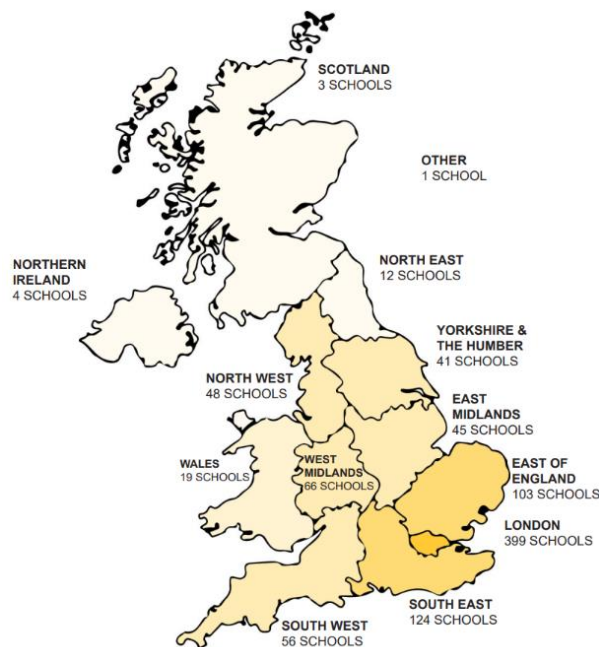 SCOTLAND
3 SCHOOLS
OTHER
1 SCHOOL
NORTHERN
IRELAND
4 SCHOOLS
NORTH EAST
12 SCHOOLS
YORKSHIRE &
THE HUMBER
41 SCHOOLS
NORTH WEST
48 SCHOOLS
EAST
MIDLANDS
45 SCHOOLS
WALES
19 SCHOOLS
WEST
MIDLANDS
66 SCHOOLS
EAST OF
ENGLAND
103 SCHOOLS
LONDON
399 SCHOOLS
SOUTH EAST
124 SCHOOLS
SOUTH WEST
56 SCHOOLS